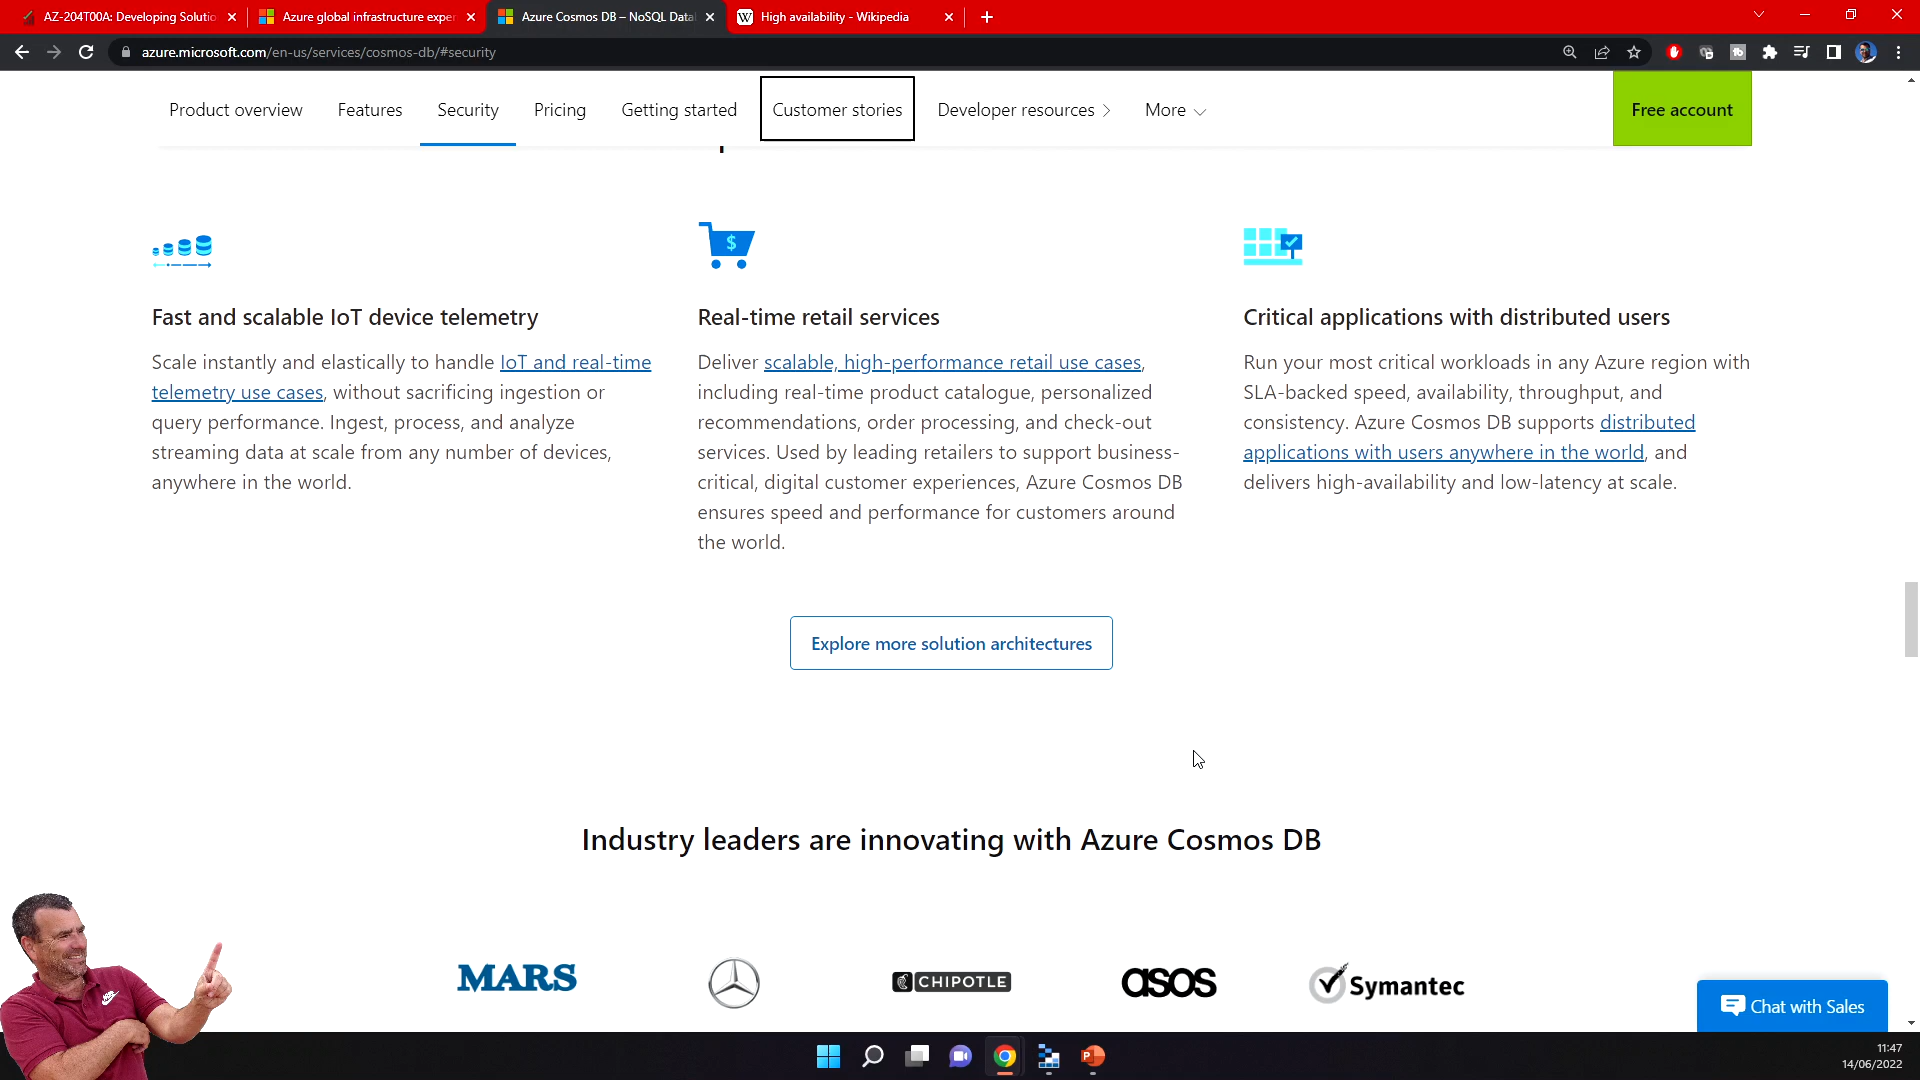 AZ-204T00A: Developing Solutio
Azure global infrastructure exper
Azure Cosmos DB – NoSQL Data
W High availability - Wikipedia
azure.microsoft.com/en-us/services/cosmos-db/#security
Product overview
Features
Security
Pricing
Getting started
Customer stories
Developer resources
More
Free account
Fast and scalable IoT device telemetry
Scale instantly and elastically to handle IoT and real-time
telemetry use cases, without sacrificing ingestion or
query performance. Ingest, process, and analyze
streaming data at scale from any number of devices,
anywhere in the world.
$
Real-time retail services
Deliver scalable, high-performance retail use cases,
including real-time product catalogue, personalized
recommendations, order processing, and check-out
services. Used by leading retailers to support business-
critical, digital customer experiences, Azure Cosmos DB
ensures speed and performance for customers around
the world.
Critical applications with distributed users
Run your most critical workloads in any Azure region with
SLA-backed speed, availability, throughput, and
consistency. Azure Cosmos DB supports distributed
applications with users anywhere in the world, and
delivers high-availability and low-latency at scale.
Explore more solution architectures
Industry leaders are innovating with Azure Cosmos DB
MARS
CHIPOTLE
asos
Symantec
Chat with Sales
11:47
14/06/2022